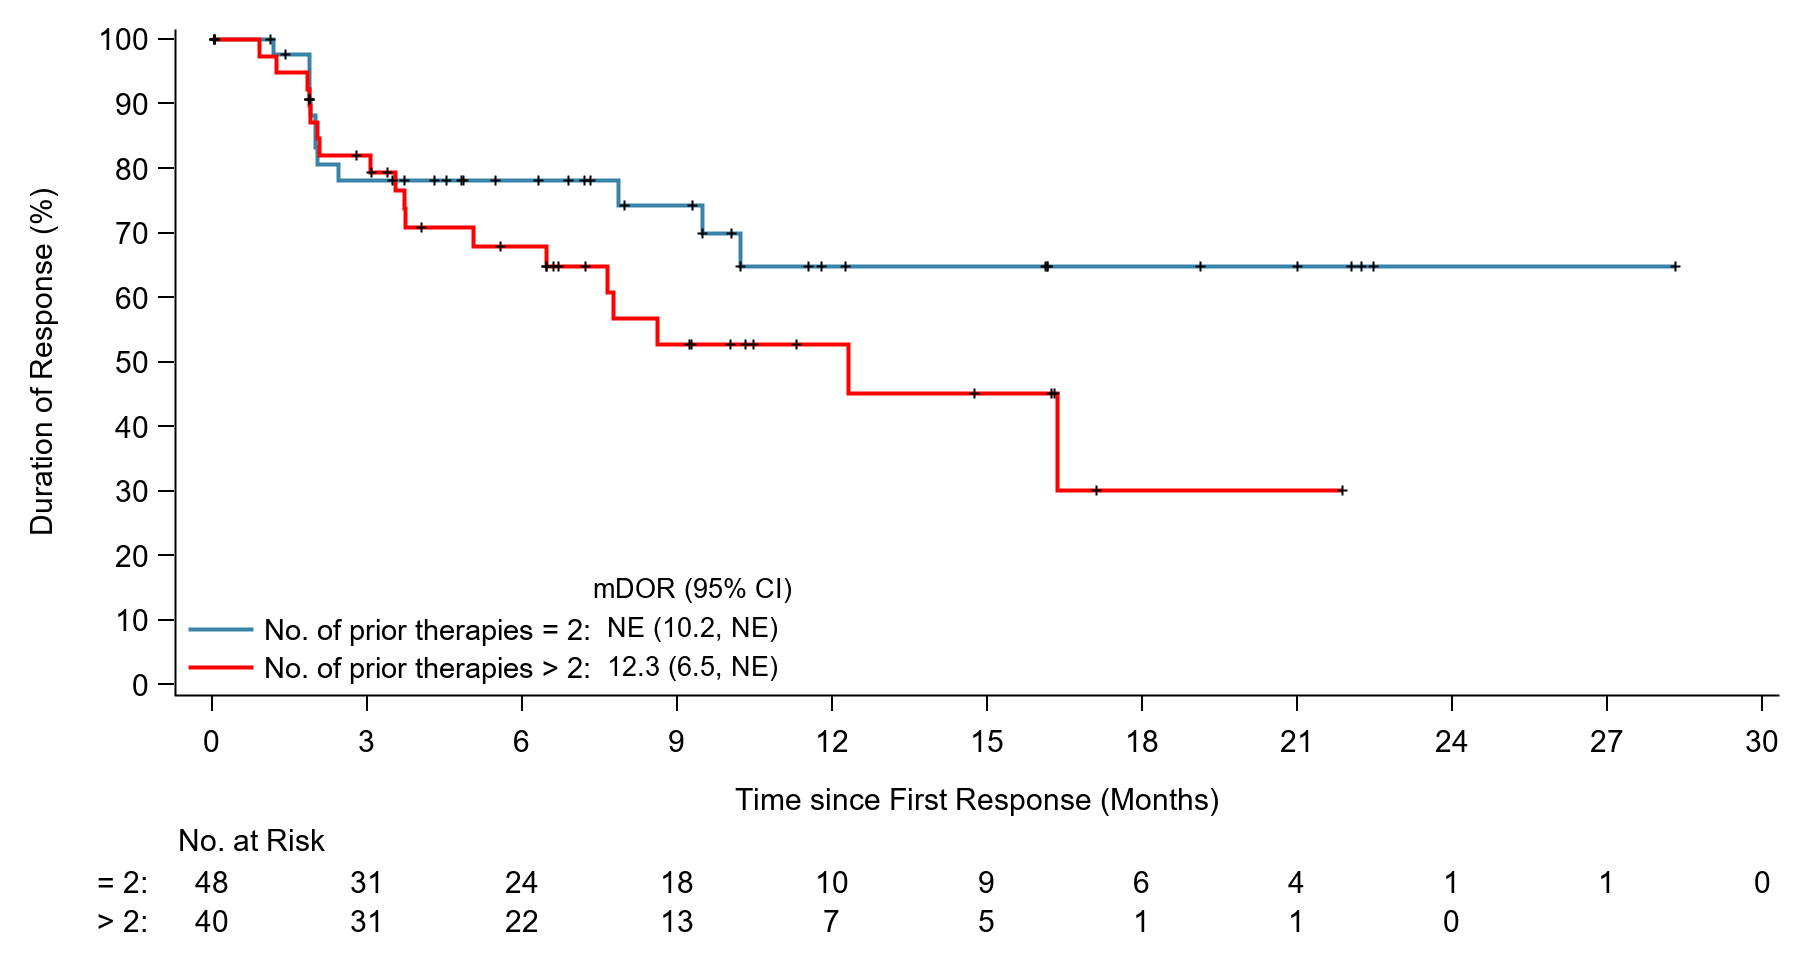 100
90
80
70
60
50
40
30
20
10
0
Duration of Response (%)
mDOR (95% CI)
No. of prior therapies = 2: NE (10.2, NE)
No. of prior therapies > 2: 12.3 (6.5, NE)
0 3 6 9 12 15 18 21 24 27 30
Time since First Response (Months)
No. at Risk
= 2: 48 31 24 18 10 9 6 4 1 1 0
> 2: 40 31 22 13 7 5 1 1 0